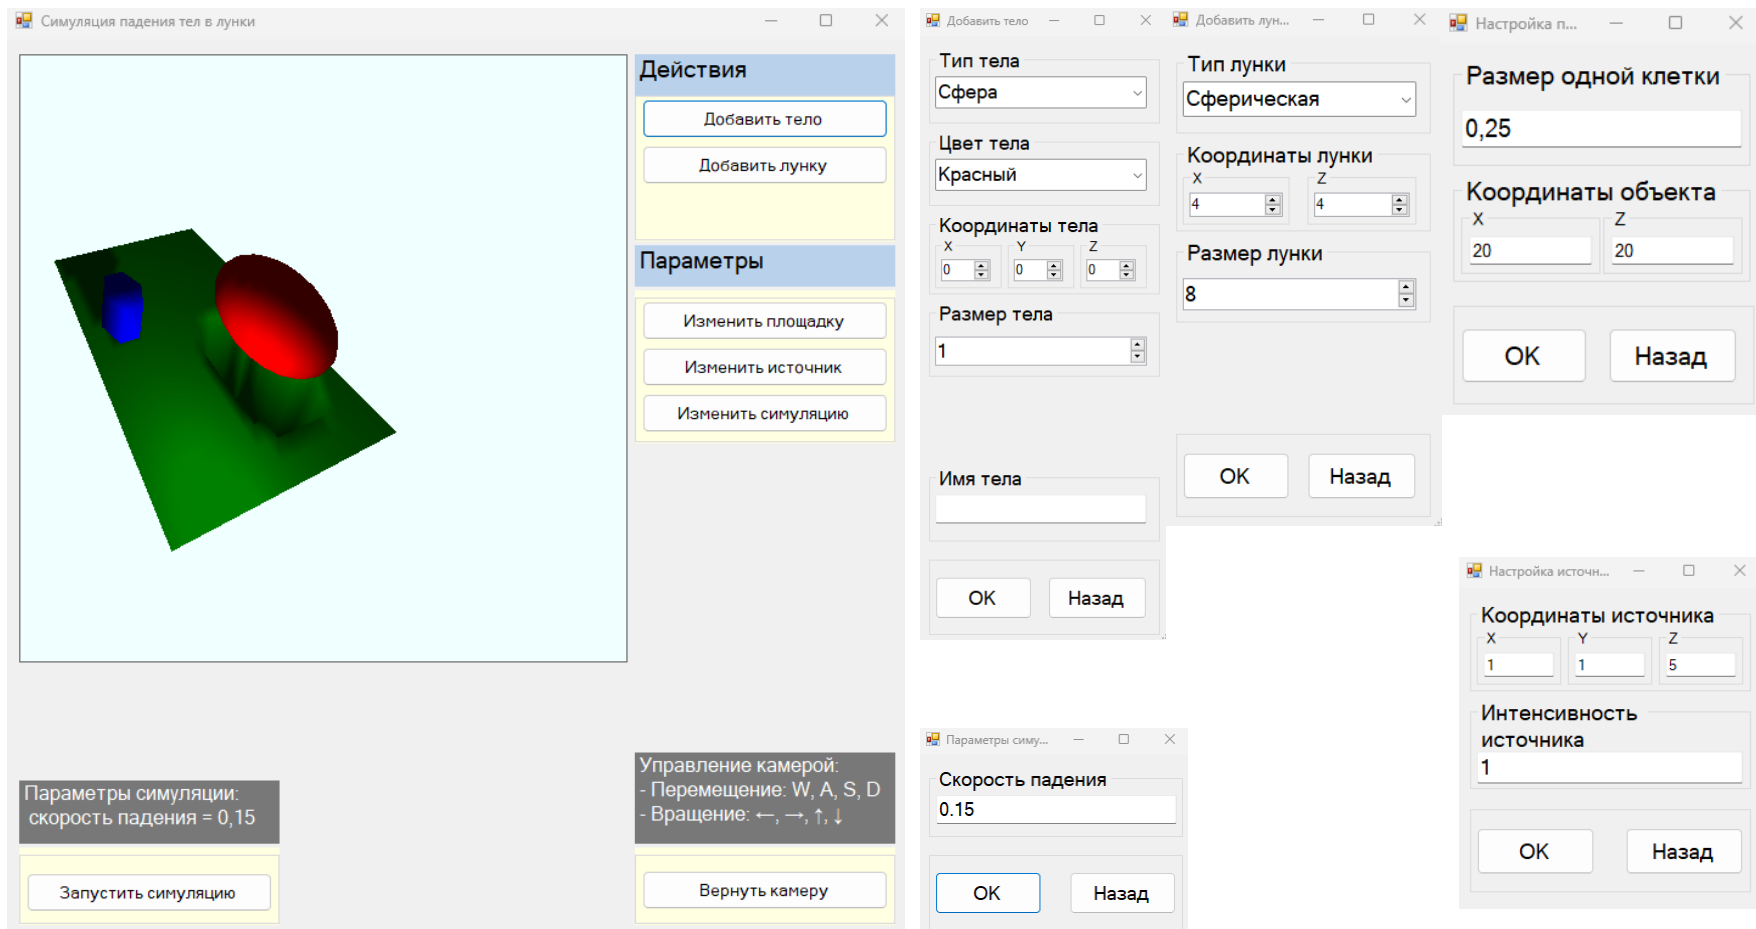 Симуляция падения тел в лунки
Действия
Добавить тело
Добавить лунку
Параметры
Изменить площадку
Изменить источник
Изменить симуляцию
Параметры симуляции:
скорость падения = 0,15
Запустить симуляцию
Управление камерой:
- Перемещение: W, A, S, D
- Вращение: ←, →, ↑, ↓
Вернуть камеру
Добавить тело
Тип тела
Сфера
Цвет тела
Красный
Координаты тела
X Y Z
0 0 0
Размер тела
1
Имя тела
OK Назад
Добавить лун...
Тип лунки
Сферическая
Координаты лунки
X Z
4 4
Размер лунки
8
OK Назад
Настройка п...
Размер одной клетки
0,25
Координаты объекта
X Z
20 20
OK Назад
Параметры симу...
Скорость падения
0.15
OK Назад
Настройка источн...
Координаты источника
X Y Z
1 1 5
Интенсивность
источника
1
OK Назад